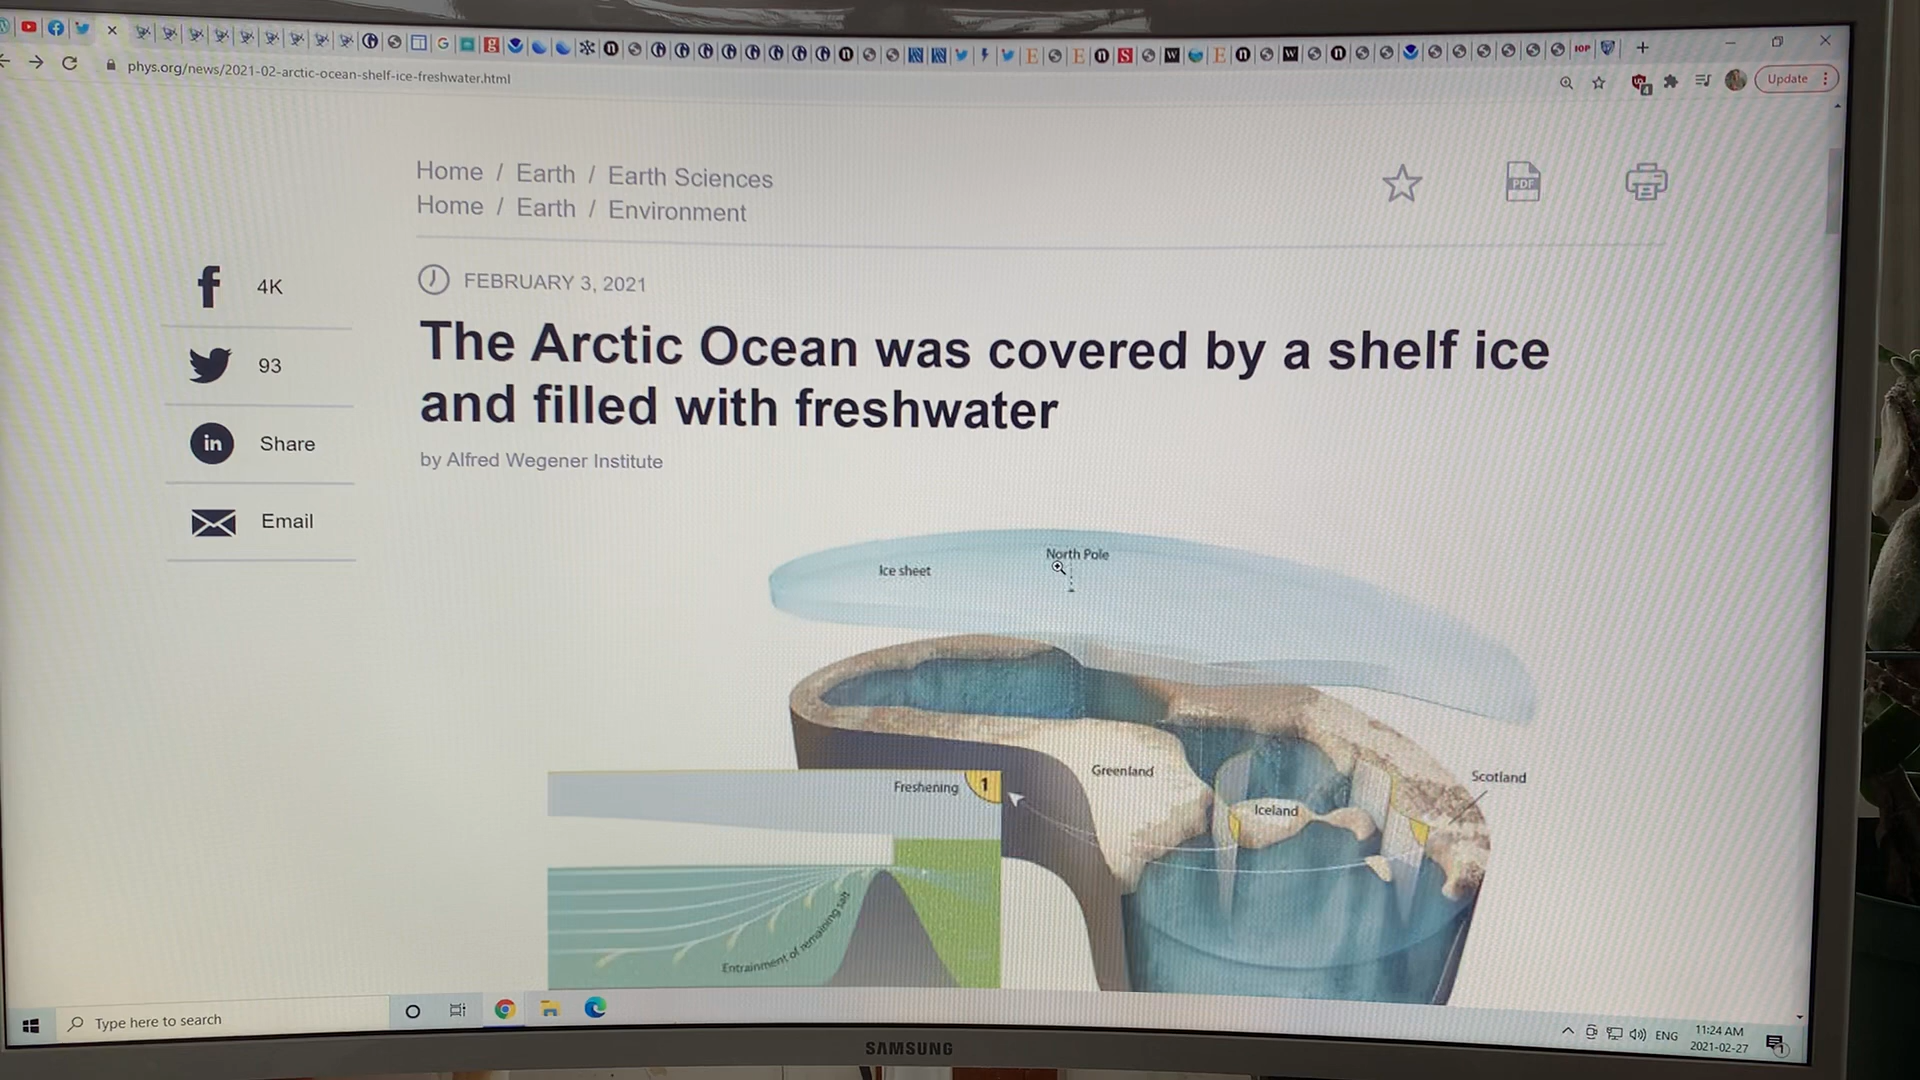 phys.org/news/2021-02-arctic-ocean-shelf-ice-freshwater.html
Update
Home / Earth / Earth Sciences
Home / Earth / Environment
PDF
FEBRUARY 3, 2021
4K
The Arctic Ocean was covered by a shelf ice
and filled with freshwater
93
by Alfred Wegener Institute
in Share
Email
North Pole
Ice sheet
Greenland
Scotland
Freshening 1
Iceland
Entrainment of remaining salt
Type here to search
ENG
11:24 AM
2021-02-27
SAMSUNG